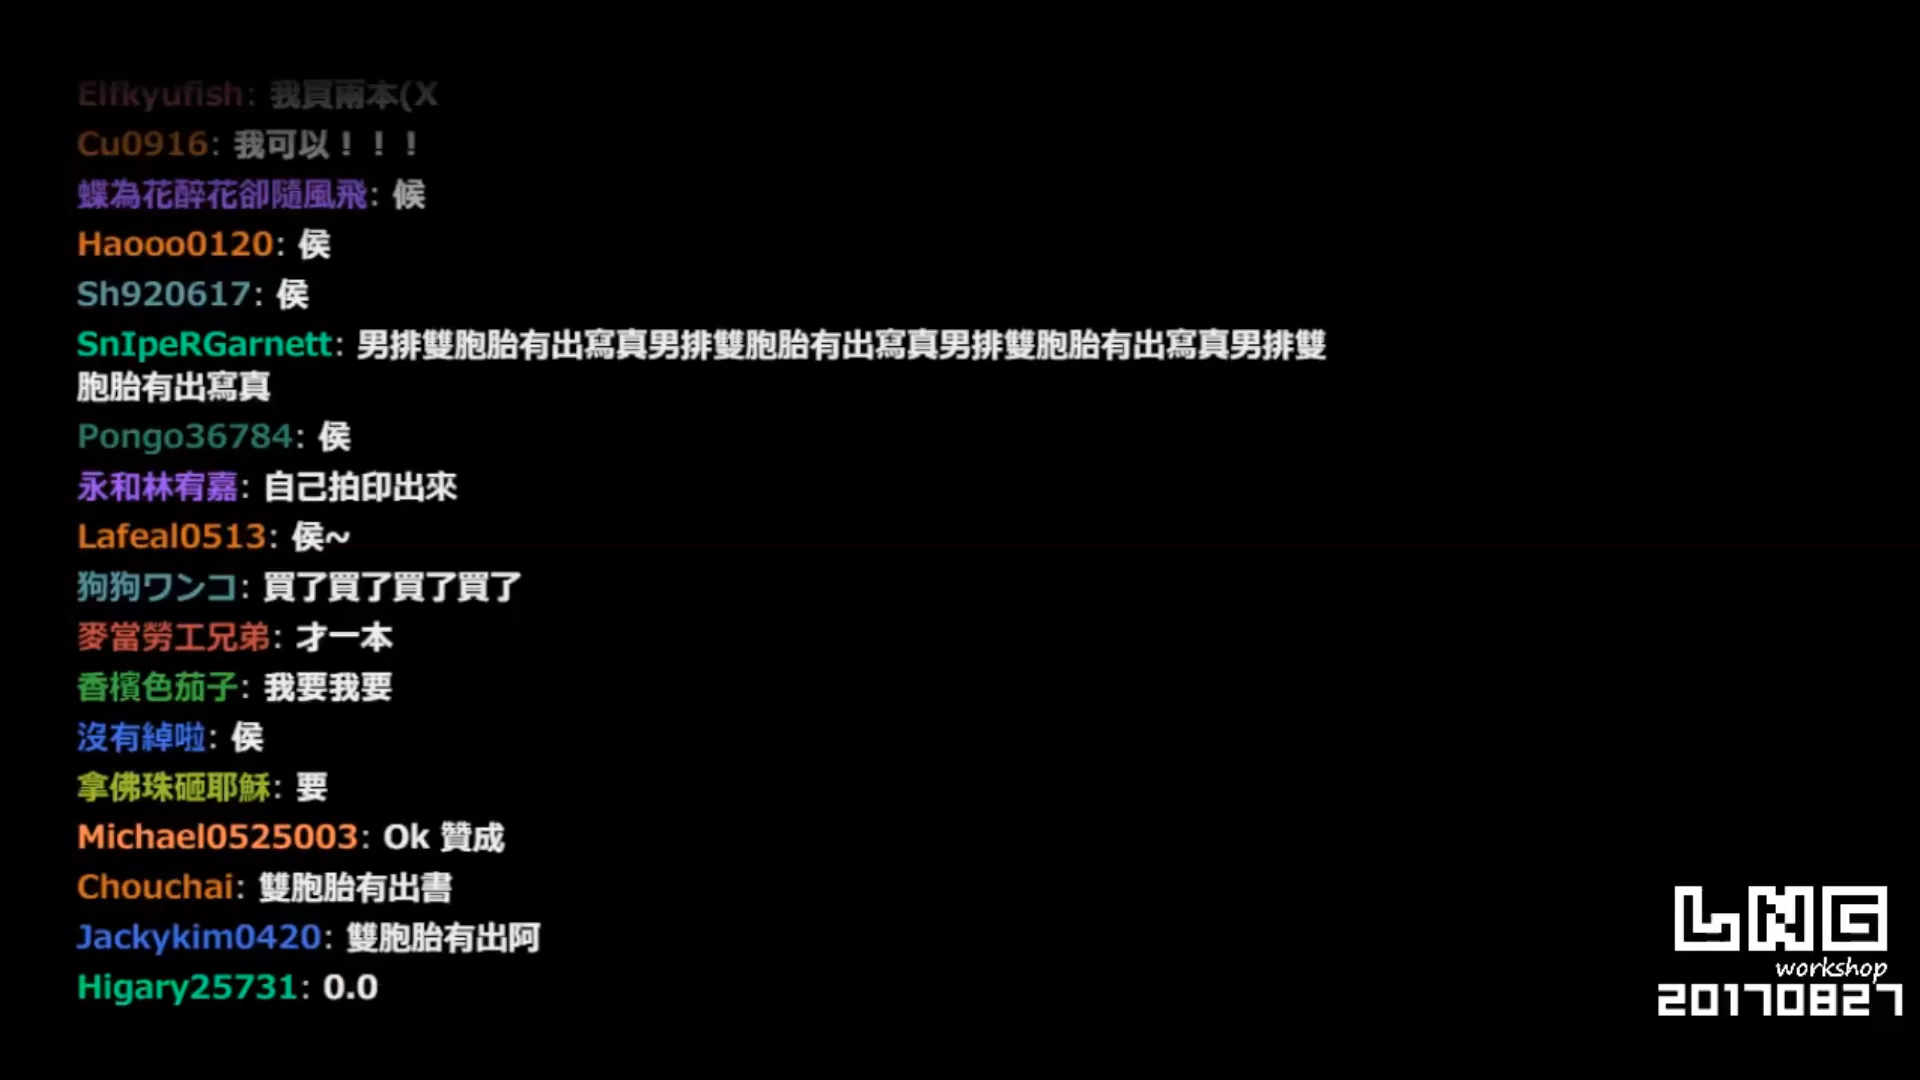 Elfkyufish: 我買兩本(X
Cu0916: 我可以！！！
蝶為花醉花卻隨風飛: 候
Haooo0120: 侯
Sh920617: 侯
SnIpeRGarnett: 男排雙胞胎有出寫真男排雙胞胎有出寫真男排雙胞胎有出寫真男排雙
胞胎有出寫真
Pongo36784: 侯
永和林宥嘉: 自己拍印出來
Lafeal0513: 侯~
狗狗ワンコ: 買了買了買了買了
麥當勞工兄弟: 才一本
香檳色茄子: 我要我要
沒有綽啦: 侯
拿佛珠砸耶穌: 要
Michael0525003: Ok 贊成
Chouchai: 雙胞胎有出書
Jackykim0420: 雙胞胎有出阿
Higary25731: 0.0
LNG
workshop
20170827